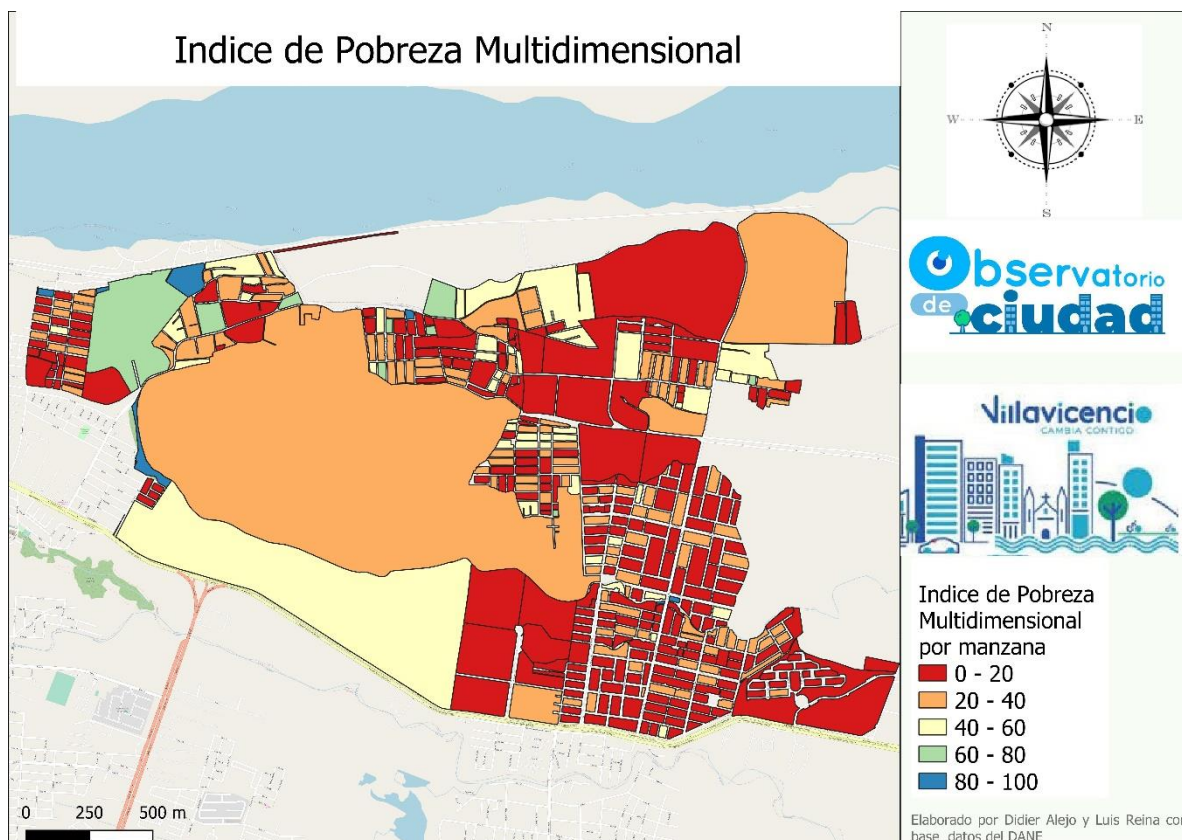 Indice de Pobreza Multidimensional
N
W
E
S
Observatorio
de
ciudad
Villavicencio
CAMBIA CONTIGO
Indice de Pobreza
Multidimensional
por manzana
0 - 20
20 - 40
40 - 60
60 - 80
80 - 100
0 250 500 m
Elaborado por Didier Alejo y Luis Reina con
base datos del DANE